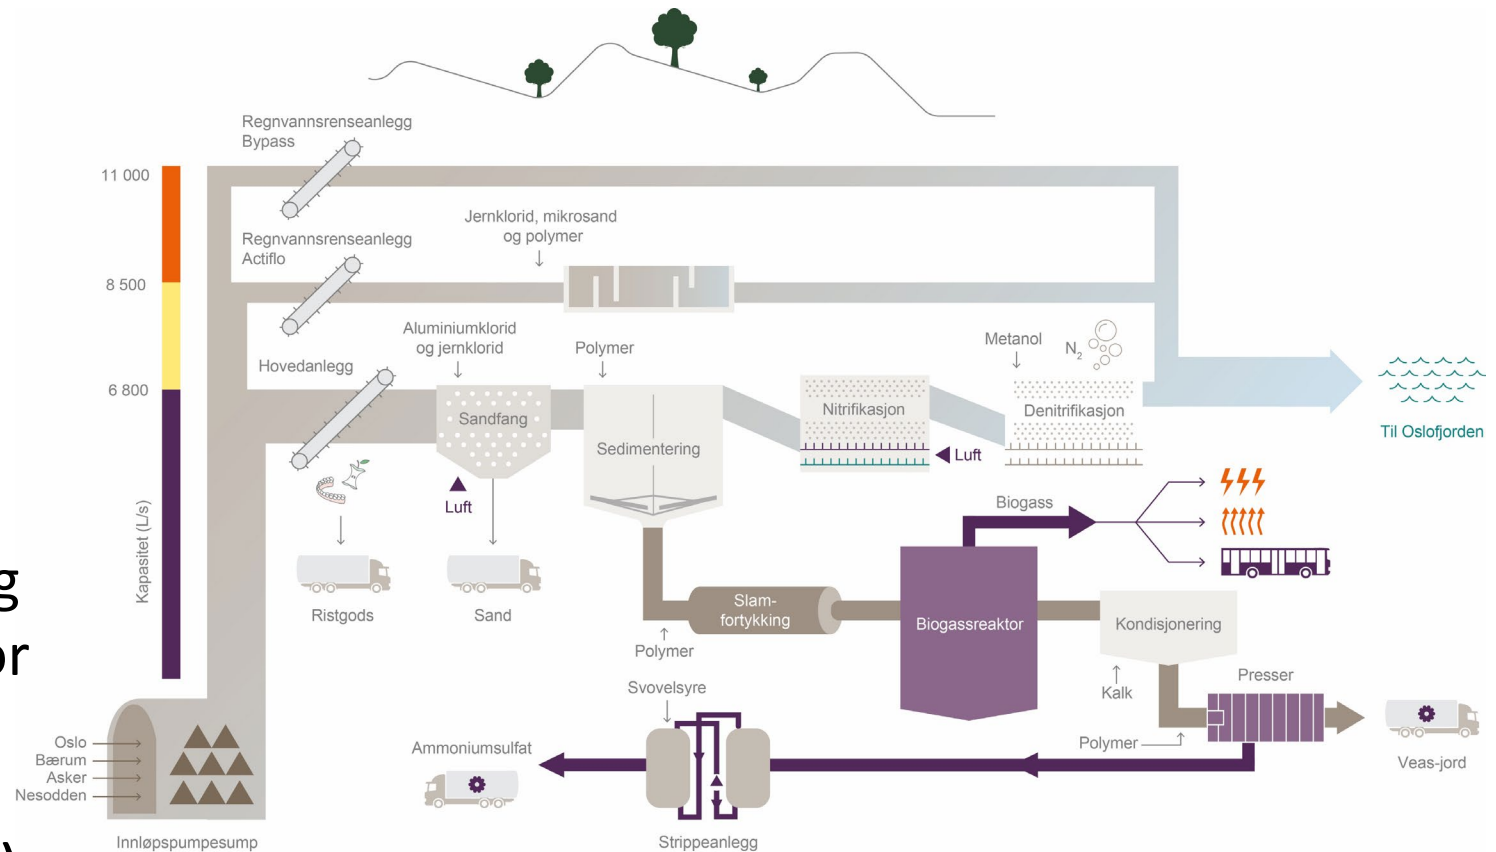 Regnvannsrenseanlegg
Bypass
11 000
Jernklorid, mikrosand
og polymer
Regnvannsrenseanlegg
Actiflo
8 500
Aluminiumklorid
og jernklorid
Polymer
Metanol
N2
Hovedanlegg
6 800
Sandfang
Nitrifikasjon
Denitrifikasjon
Til Oslofjorden
Sedimentering
Luft
Luft
Biogass
Kapasitet (L/s)
g
or
Ristgods
Sand
Slam-
fortykking
Biogassreaktor
Kondisjonering
Polymer
Kalk
Presser
Svovelsyre
Polymer
Veas-jord
Ammoniumsulfat
Oslo
Bærum
Asker
Nesodden
Innløpspumpesump
Strippeanlegg
)